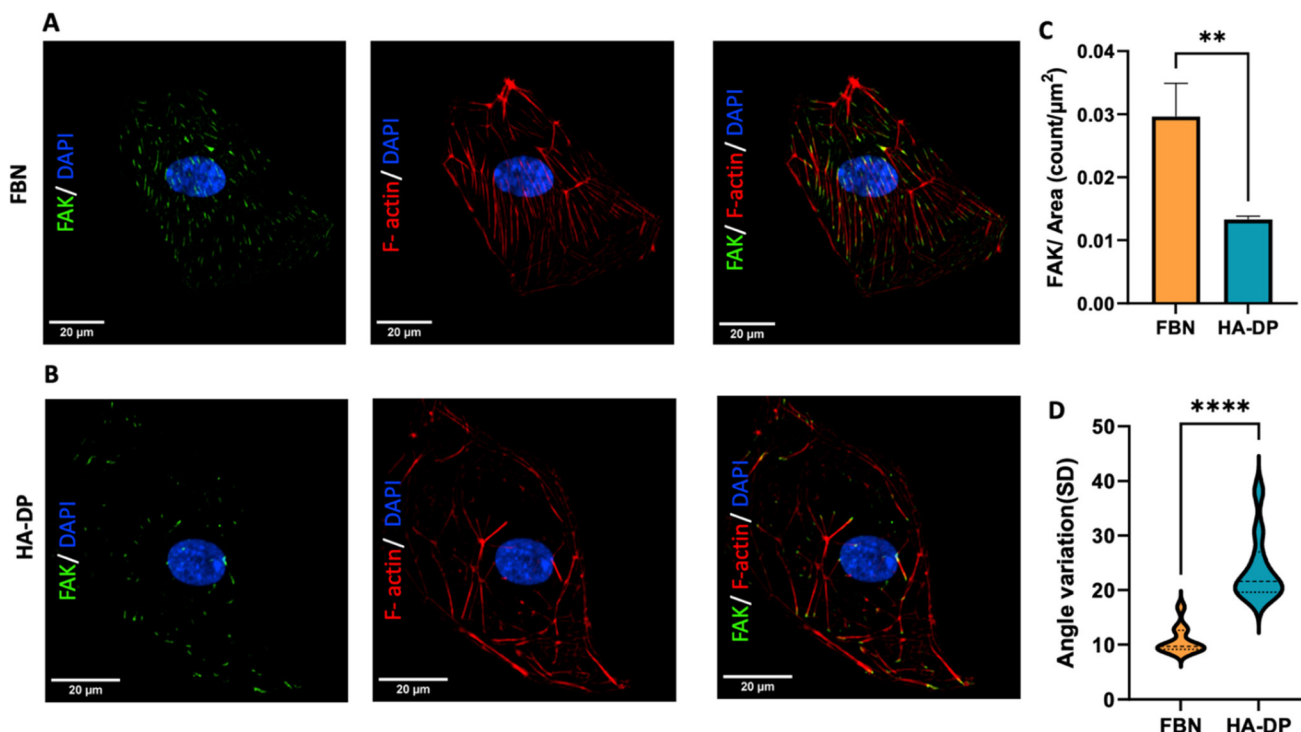 A
FBN
FAK/ DAPI
20 µm
F- actin/ DAPI
20 µm
FAK/ F-actin/ DAPI
20 µm
B
HA-DP
FAK/ DAPI
20 µm
F- actin/ DAPI
20 µm
FAK/ F-actin/ DAPI
20 µm
C
**
FAK/ Area (count/µm²)
0.04
0.03
0.02
0.01
0.00
FBN HA-DP
D
****
Angle variation(SD)
50
40
30
20
10
0
FBN HA-DP